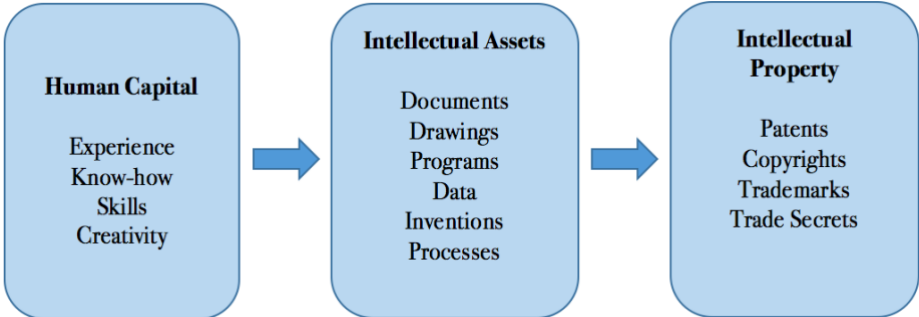 Human Capital
Experience
Know-how
Skills
Creativity
Intellectual Assets
Documents
Drawings
Programs
Data
Inventions
Processes
Intellectual
Property
Patents
Copyrights
Trademarks
Trade Secrets